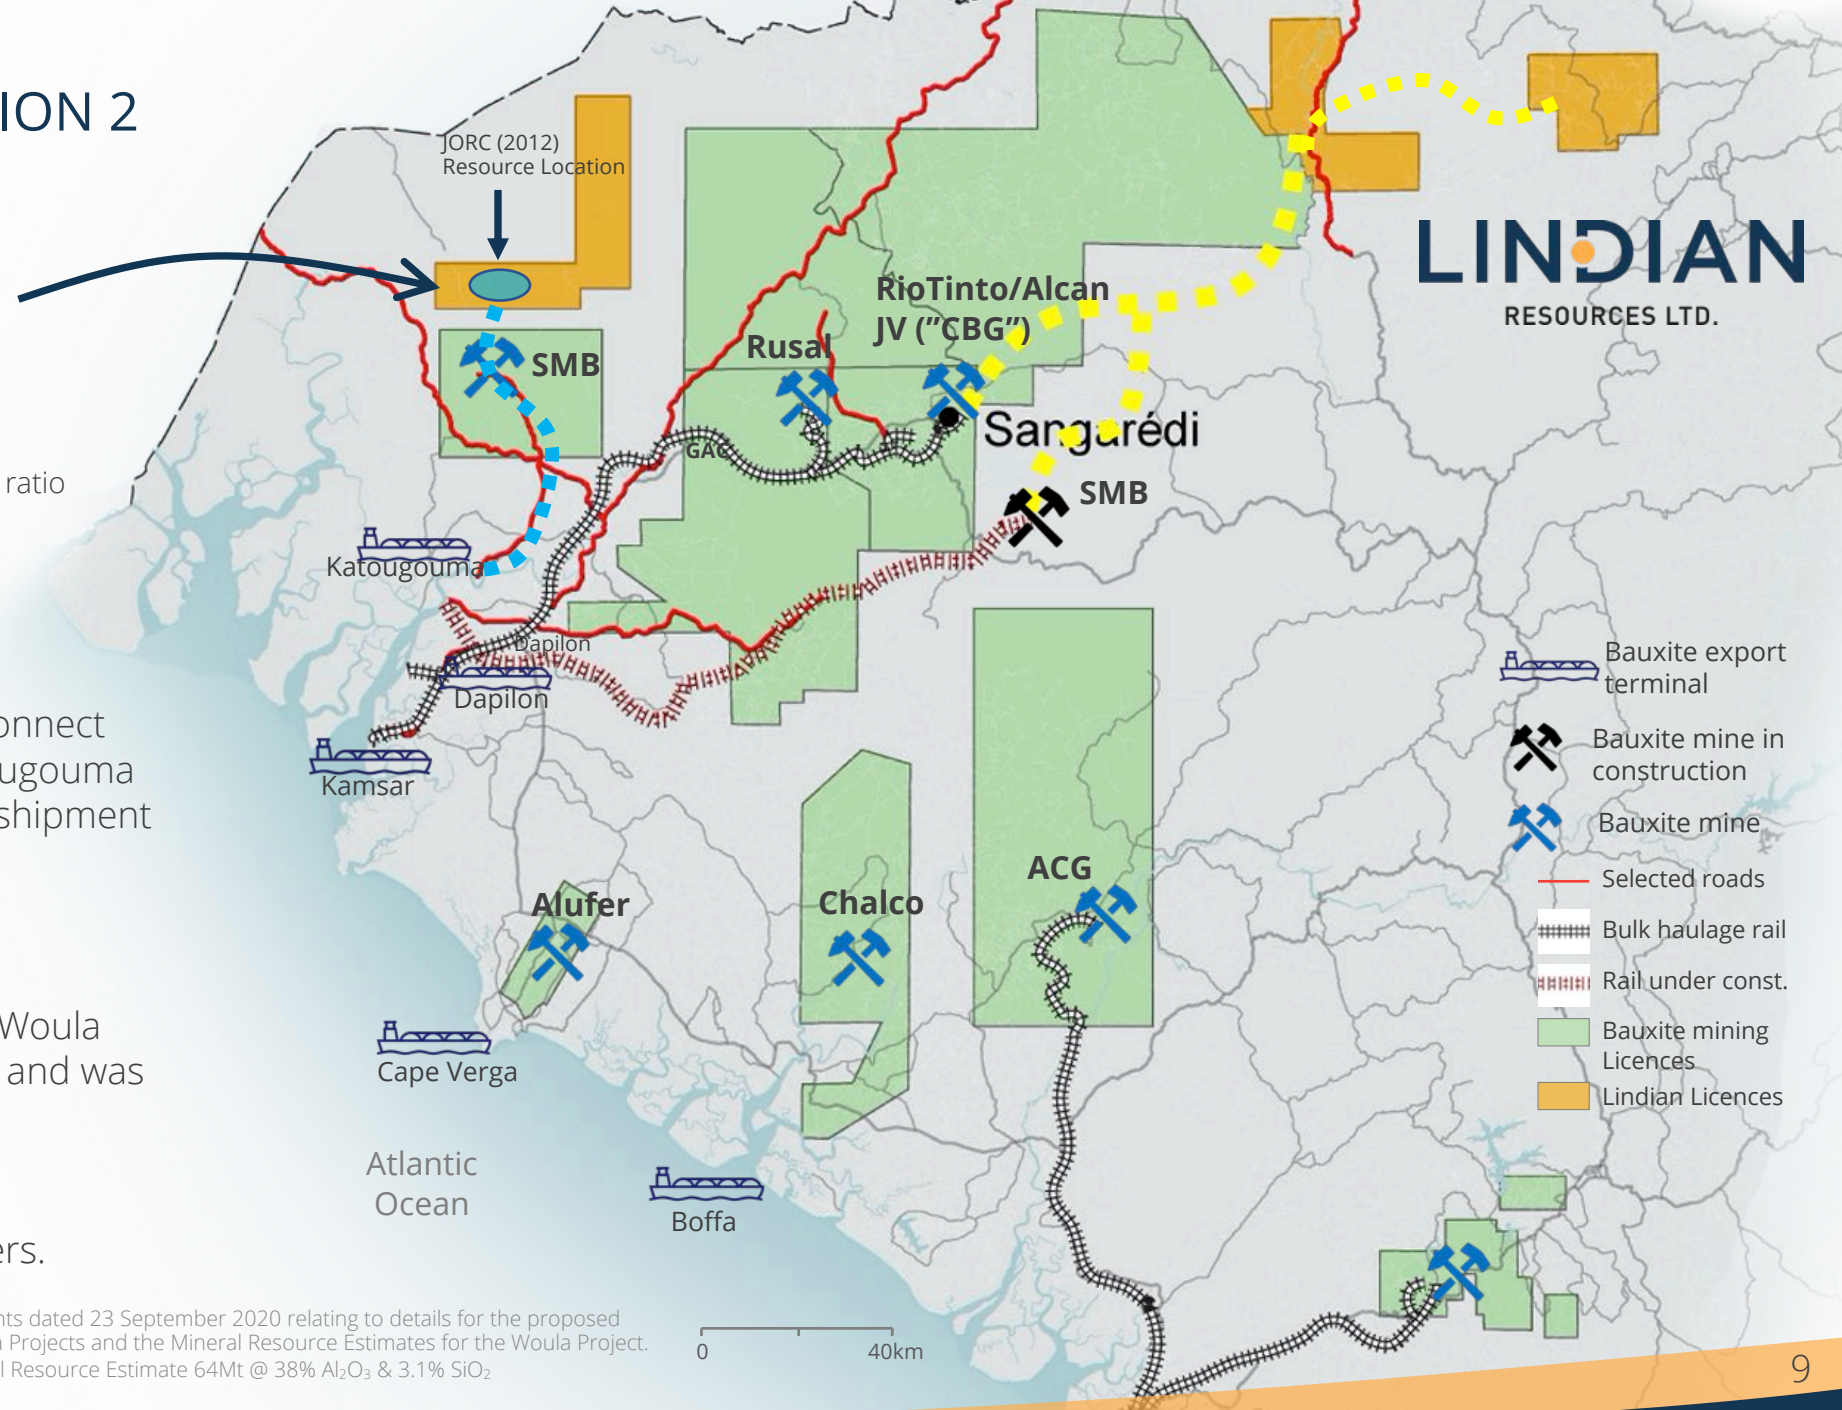 ION 2
JORC (2012)
Resource Location
LINDIAN
RESOURCES LTD.
RioTinto/Alcan
JV ("CBG")
Rusal
SMB
Sangarédi
GAC
ratio
SMB
Katougouma
Dapilon
Dapilon
Kamsar
onnect
ugouma
shipment
Bauxite export
terminal
Bauxite mine in
construction
Bauxite mine
Selected roads
Bulk haulage rail
Rail under const.
Bauxite mining
Licences
Lindian Licences
ACG
Alufer
Chalco
Woula
and was
Cape Verga
Atlantic
Ocean
Boffa
ers.
nts dated 23 September 2020 relating to details for the proposed
a Projects and the Mineral Resource Estimates for the Woula Project.
l Resource Estimate 64Mt @ 38% Al₂O₃ & 3.1% SiO₂
0 40km
9